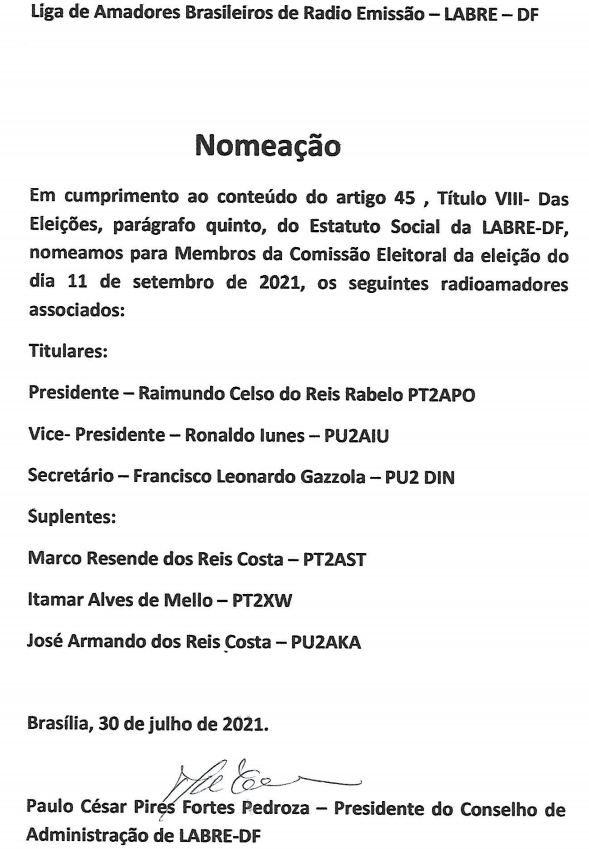 Liga de Amadores Brasileiros de Radio Emissão – LABRE – DF
Nomeação
Em cumprimento ao conteúdo do artigo 45 , Título VIII- Das
Eleições, parágrafo quinto, do Estatuto Social da LABRE-DF,
nomeamos para Membros da Comissão Eleitoral da eleição do
dia 11 de setembro de 2021, os seguintes radioamadores
associados:
Titulares:
Presidente – Raimundo Celso do Reis Rabelo PT2APO
Vice- Presidente – Ronaldo Iunes – PU2AIU
Secretário – Francisco Leonardo Gazzola – PU2 DIN
Suplentes:
Marco Resende dos Reis Costa – PT2AST
Itamar Alves de Mello – PT2XW
José Armando dos Reis Costa – PU2AKA
Brasília, 30 de julho de 2021.
Paulo César Pires Fortes Pedroza – Presidente do Conselho de
Administração de LABRE-DF